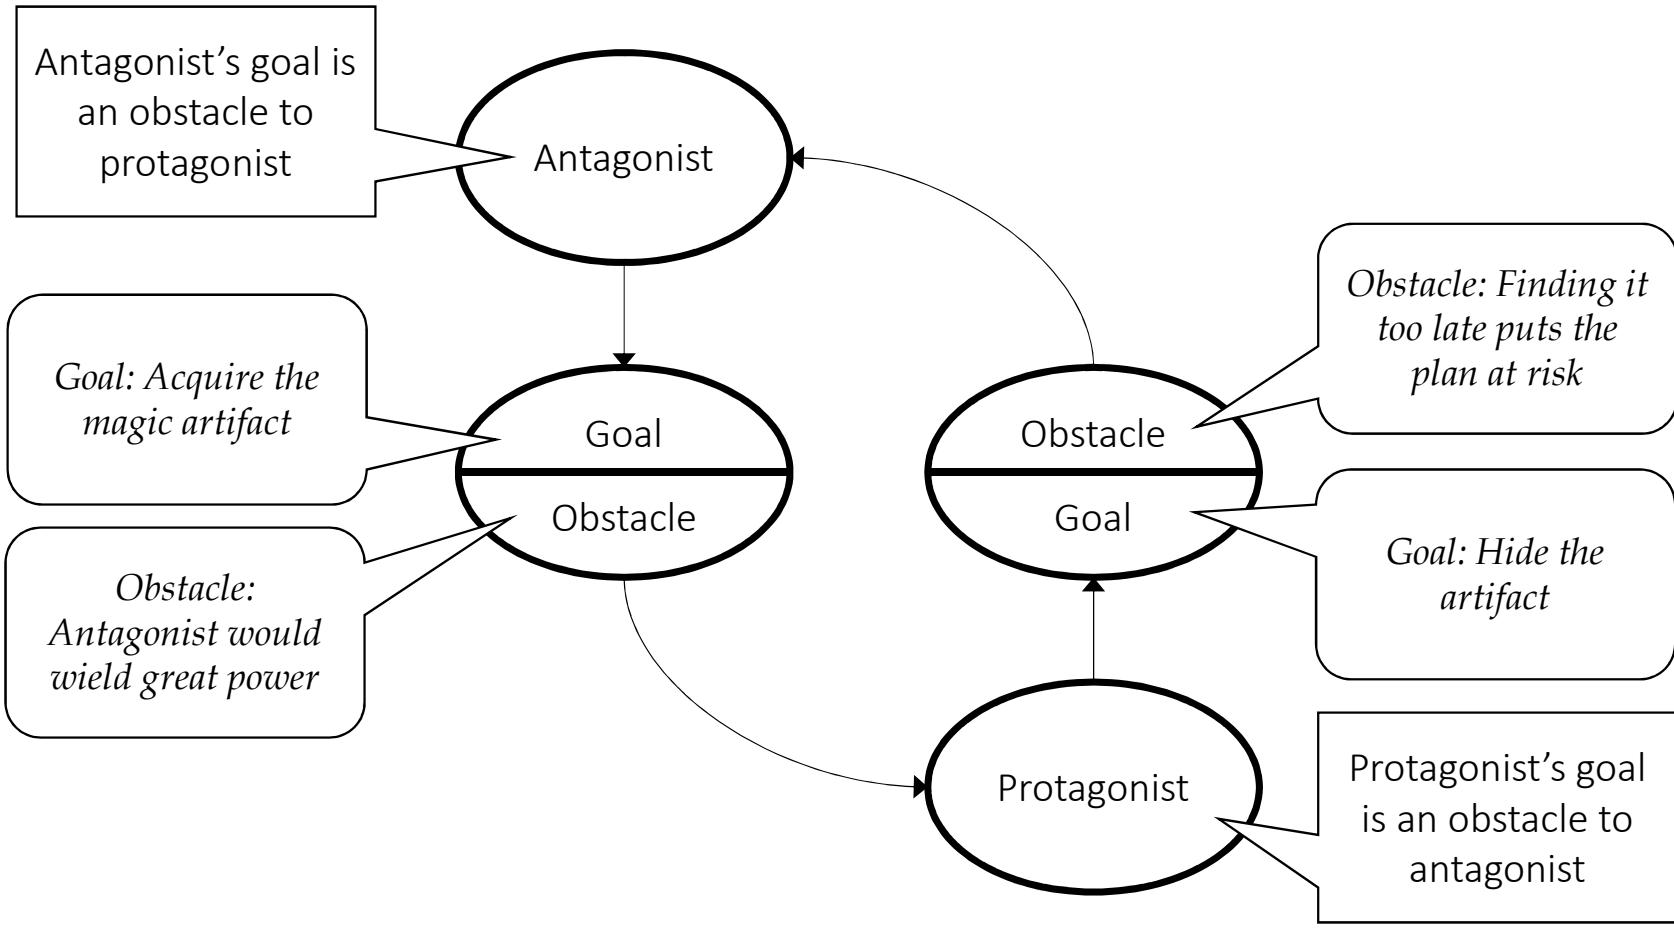 Antagonist’s goal is
an obstacle to
protagonist
Antagonist
Obstacle: Finding it
too late puts the
plan at risk
Goal: Acquire the
magic artifact
Goal
Obstacle
Obstacle
Goal
Goal: Hide the
artifact
Obstacle:
Antagonist would
wield great power
Protagonist
Protagonist’s goal
is an obstacle to
antagonist